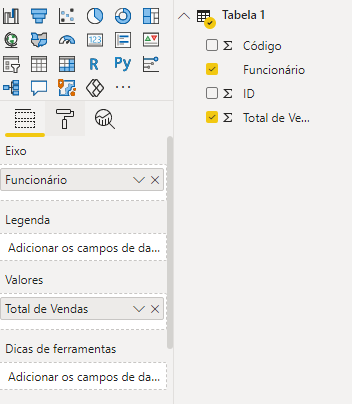 123
R Py
Eixo
Funcionário
Legenda
Adicionar os campos de da...
Valores
Total de Vendas
Dicas de ferramentas
Adicionar os campos de da...
Tabela 1
Σ Código
Funcionário
Σ ID
Σ Total de Ve...